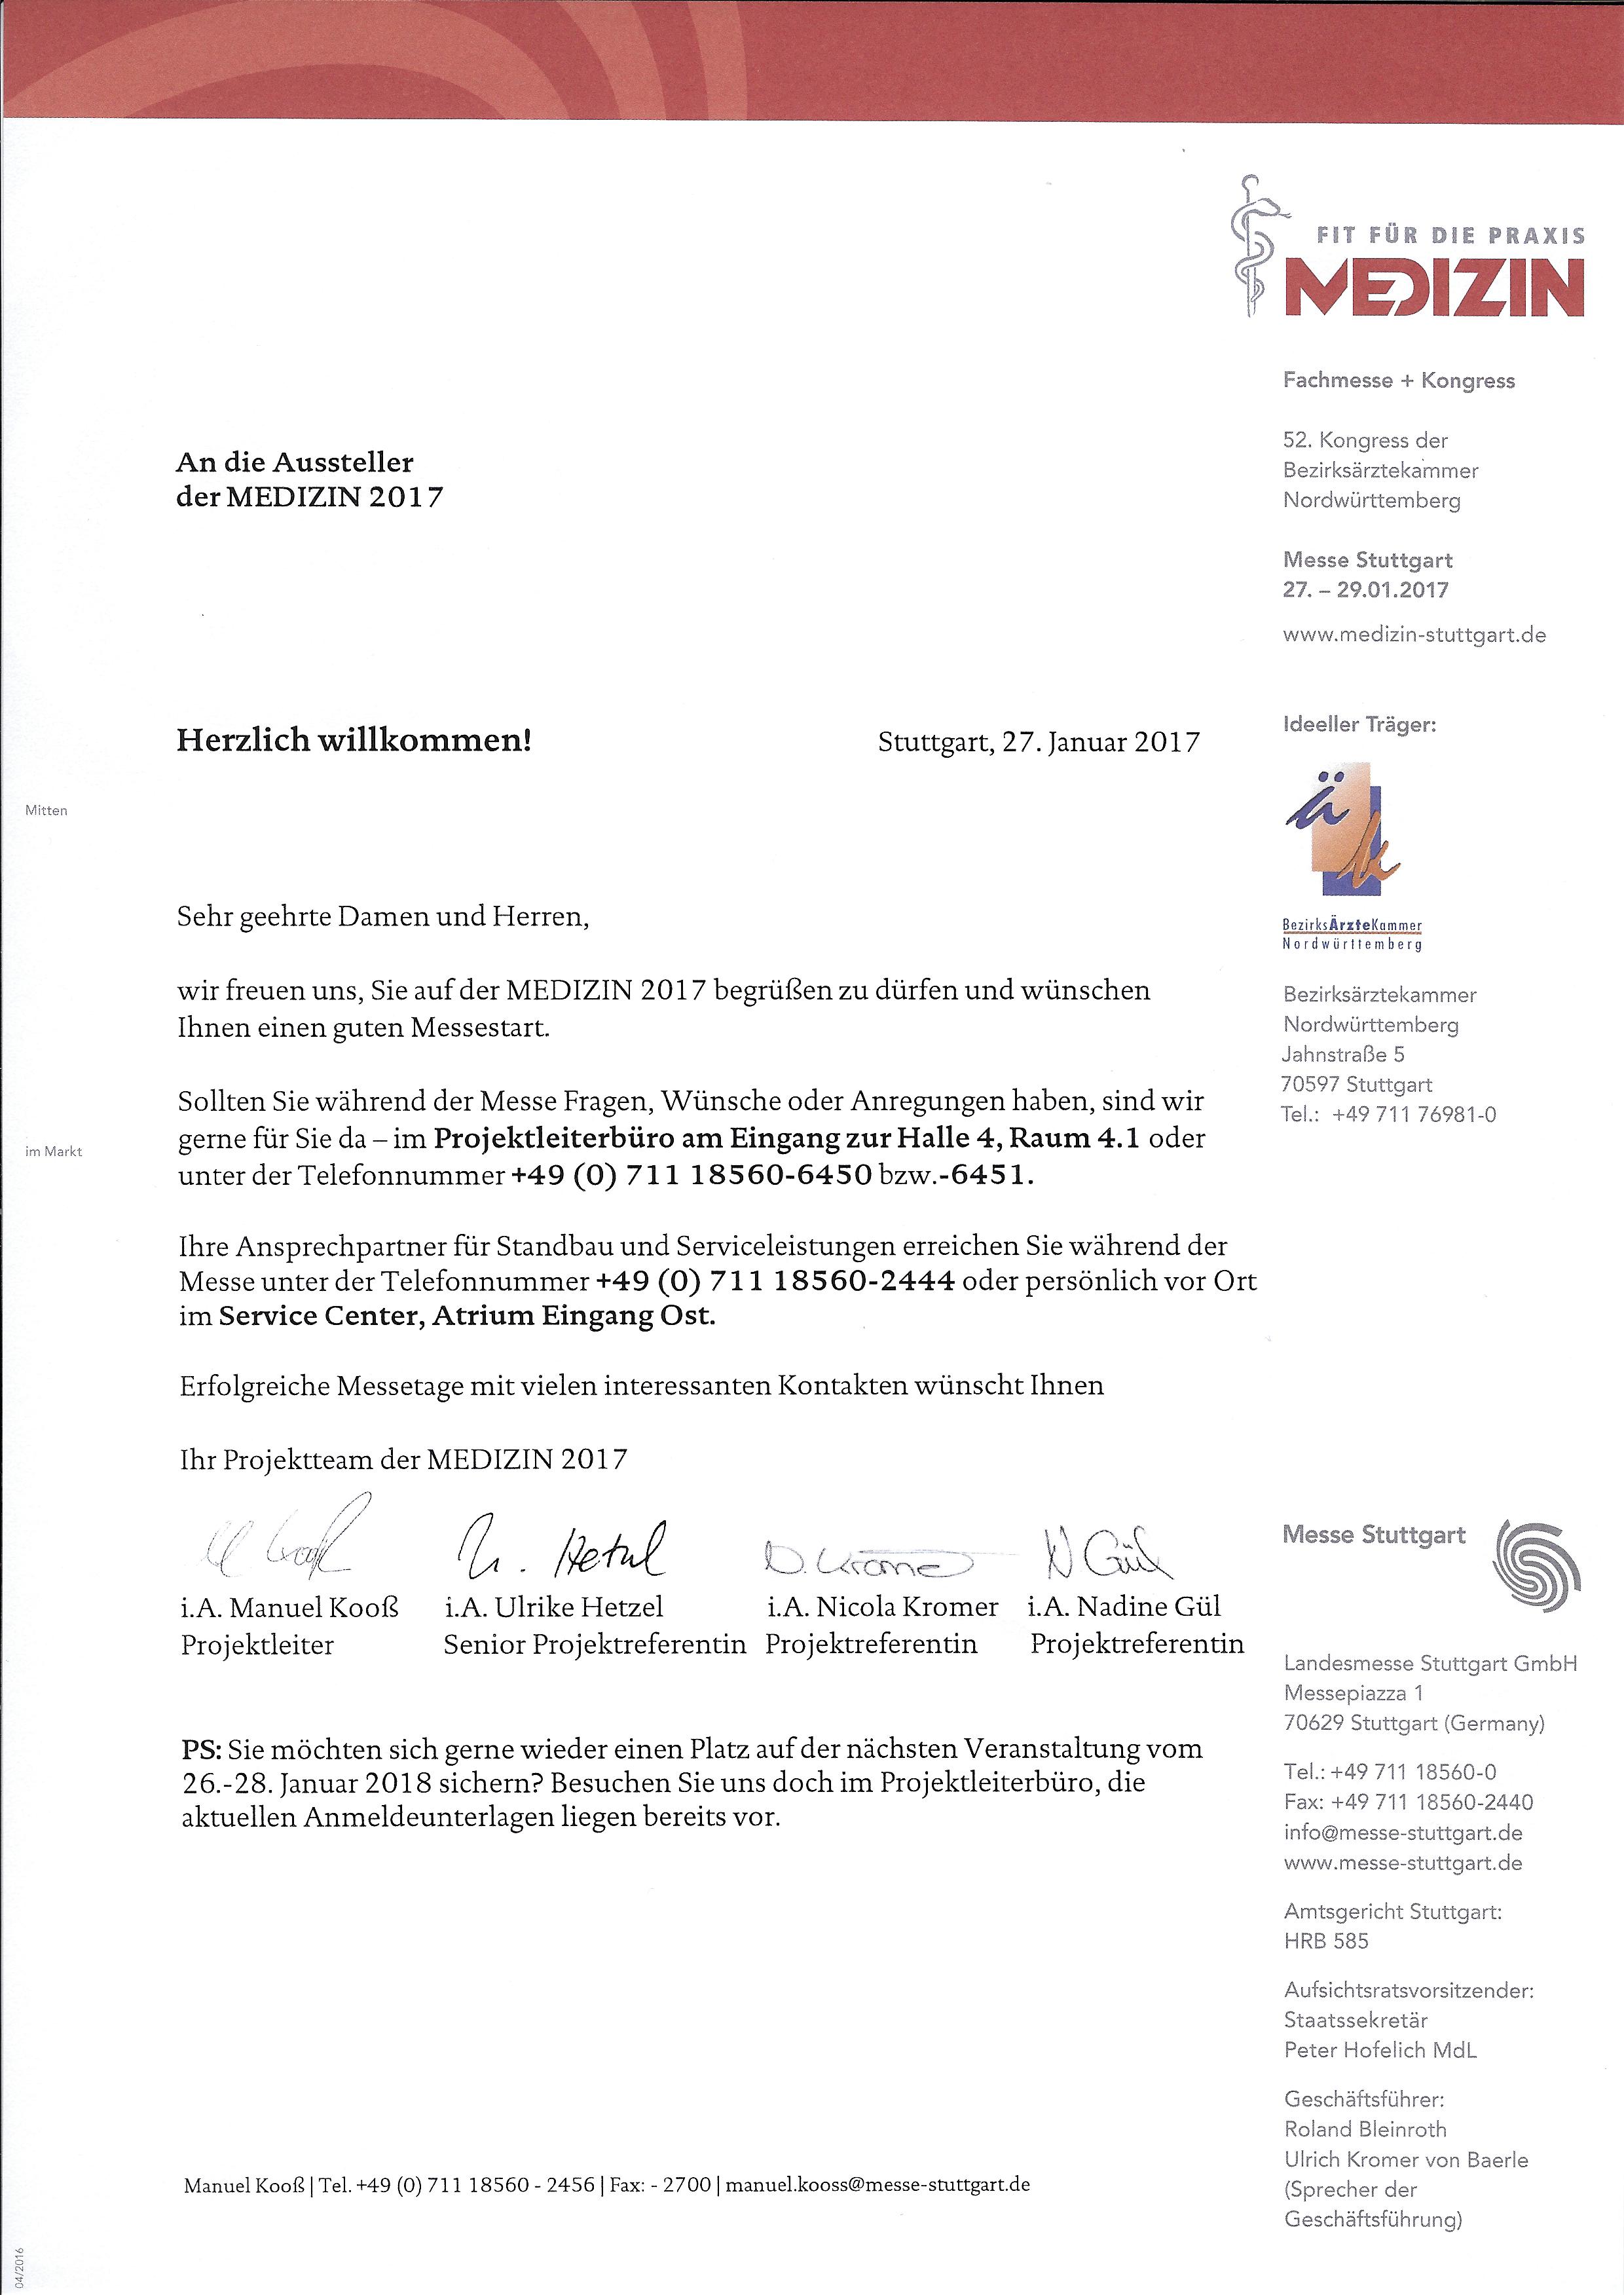 FIT FÜR DIE PRAXIS
MEDIZIN
Fachmesse + Kongress
52. Kongress der
Bezirksärztekammer
Nordwürttemberg
Messe Stuttgart
27. – 29.01.2017
www.medizin-stuttgart.de
An die Aussteller
der MEDIZIN 2017
Herzlich willkommen!
Stuttgart, 27. Januar 2017
Ideeller Träger:
äk
BezirksÄrzteKammer
Nordwürttemberg
Bezirksärztekammer
Nordwürttemberg
Jahnstraße 5
70597 Stuttgart
Tel.: +49 711 76981-0
Mitten
im Markt
Sehr geehrte Damen und Herren,
wir freuen uns, Sie auf der MEDIZIN 2017 begrüßen zu dürfen und wünschen
Ihnen einen guten Messestart.
Sollten Sie während der Messe Fragen, Wünsche oder Anregungen haben, sind wir
gerne für Sie da – im Projektleiterbüro am Eingang zur Halle 4, Raum 4.1 oder
unter der Telefonnummer +49 (0) 711 18560-6450 bzw.-6451.
Ihre Ansprechpartner für Standbau und Serviceleistungen erreichen Sie während der
Messe unter der Telefonnummer +49 (0) 711 18560-2444 oder persönlich vor Ort
im Service Center, Atrium Eingang Ost.
Erfolgreiche Messetage mit vielen interessanten Kontakten wünscht Ihnen
Ihr Projektteam der MEDIZIN 2017
U. Hetzel N. Kromer N Gül
i.A. Manuel Kooß i.A. Ulrike Hetzel i.A. Nicola Kromer i.A. Nadine Gül
Projektleiter Senior Projektreferentin Projektreferentin Projektreferentin
PS: Sie möchten sich gerne wieder einen Platz auf der nächsten Veranstaltung vom
26.-28. Januar 2018 sichern? Besuchen Sie uns doch im Projektleiterbüro, die
aktuellen Anmeldeunterlagen liegen bereits vor.
Messe Stuttgart
Landesmesse Stuttgart GmbH
Messepiazza 1
70629 Stuttgart (Germany)
Tel.: +49 711 18560-0
Fax: +49 711 18560-2440
info@messe-stuttgart.de
www.messe-stuttgart.de
Amtsgericht Stuttgart:
HRB 585
Aufsichtsratsvorsitzender:
Staatssekretär
Peter Hofelich MdL
Geschäftsführer:
Roland Bleinroth
Ulrich Kromer von Baerle
(Sprecher der
Geschäftsführung)
Manuel Kooß | Tel. +49 (0) 711 18560 - 2456 | Fax: - 2700 | manuel.kooss@messe-stuttgart.de
04/2016